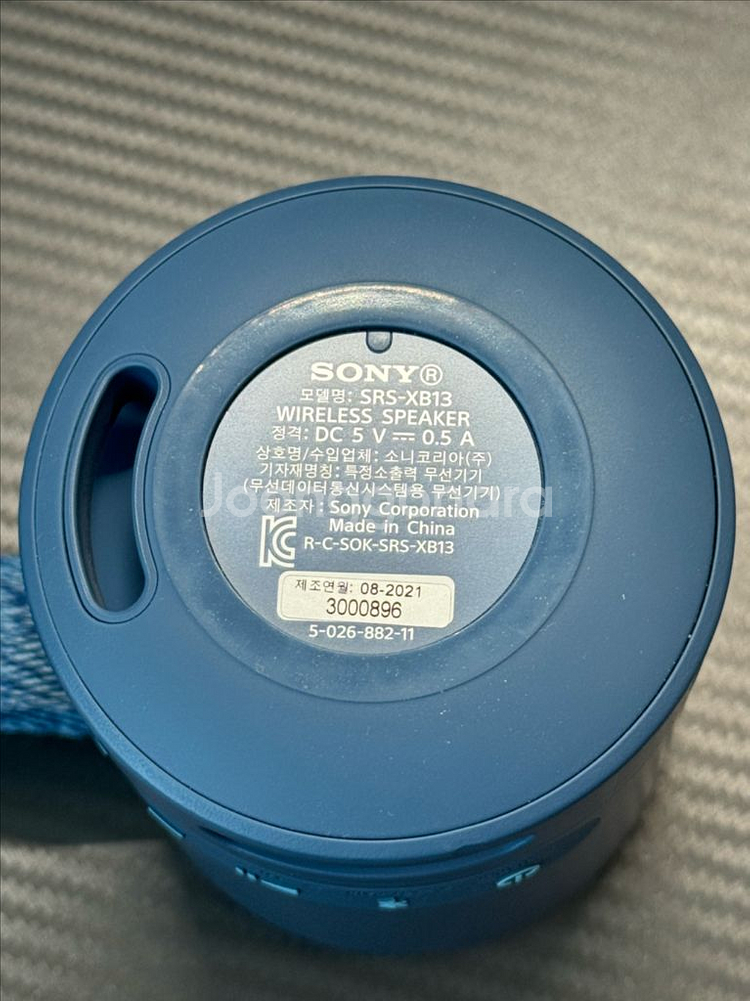 SONY®
모델명: SRS-XB13
WIRELESS SPEAKER
정격: DC 5 V ⎓ 0.5 A
상호명/수입업체: 소니코리아(주)
기자재명칭: 특정소출력 무선기기
(무선데이터통신시스템용 무선기기)
제조자: Sony Corporation
Made in China
R-C-SOK-SRS-XB13
제조연월: 08-2021
3000896
5-026-882-11